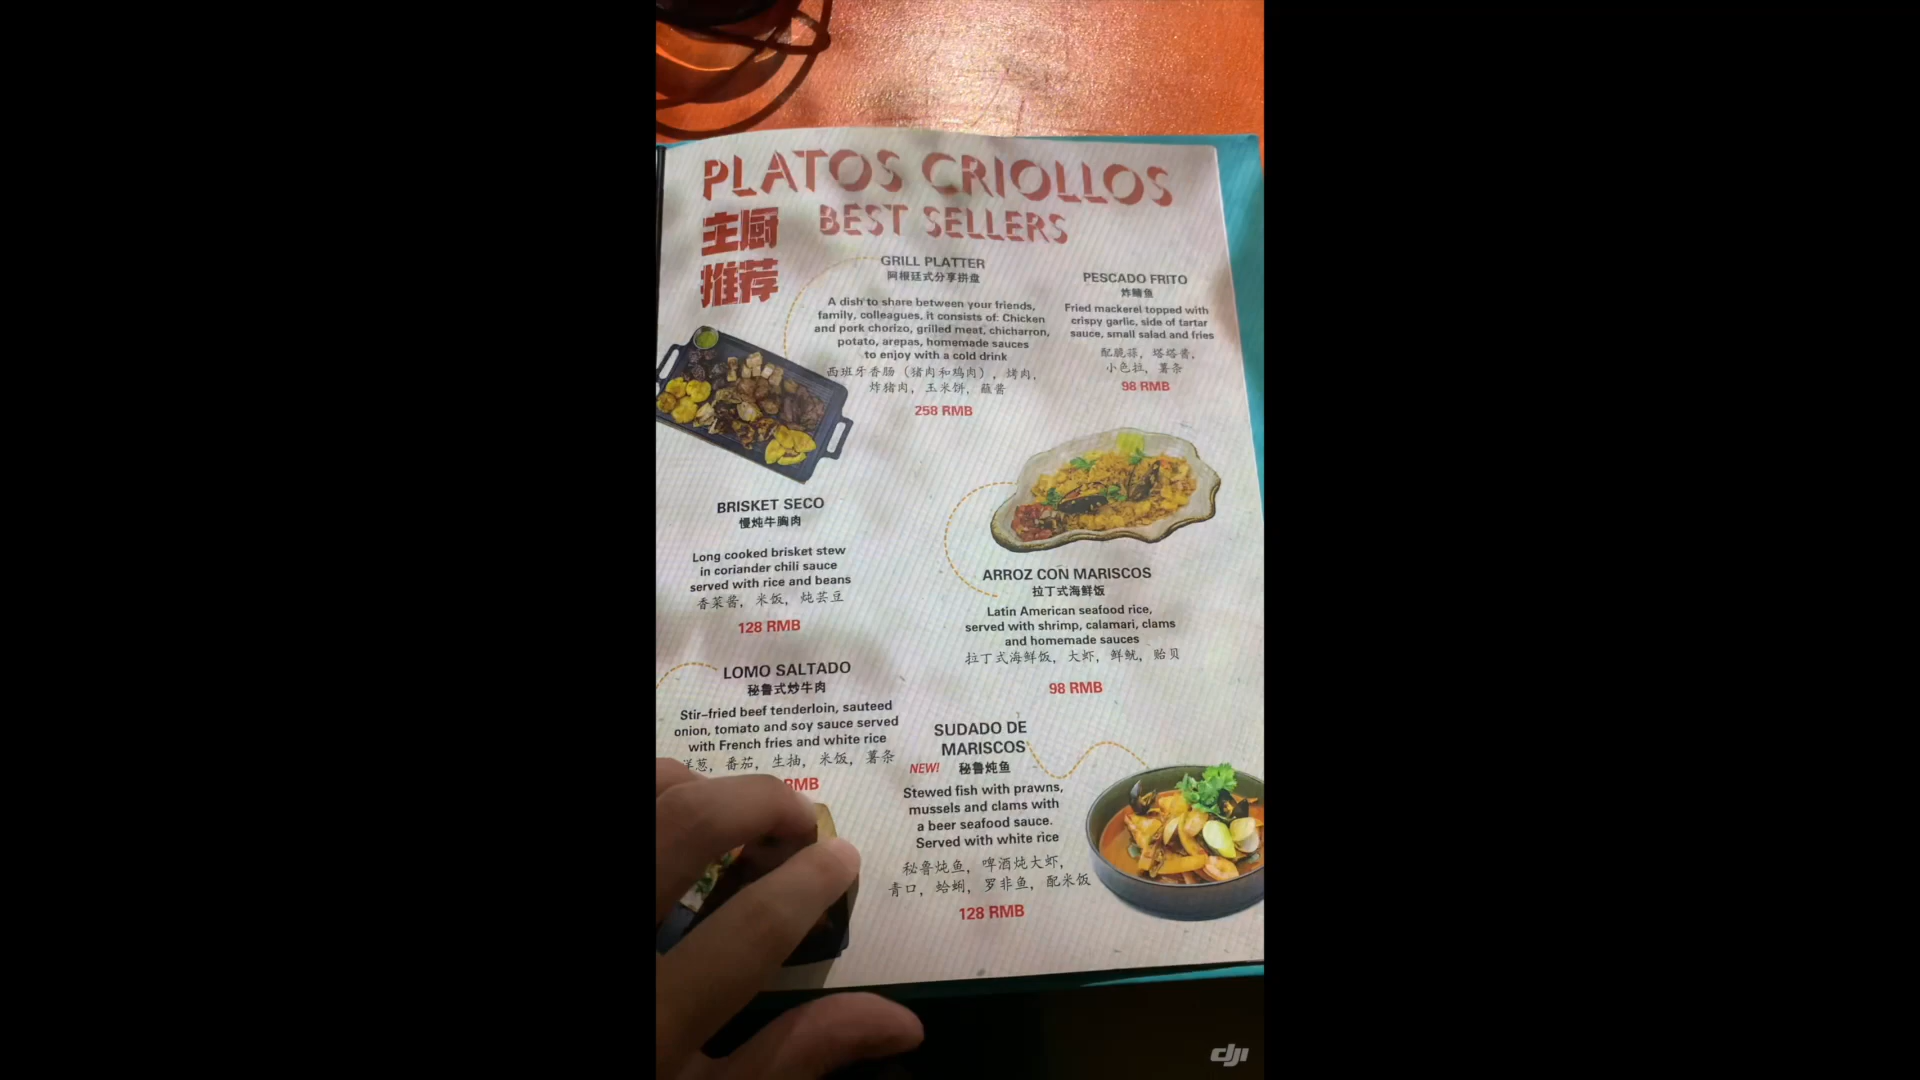 PLATOS CRIOLLOS
主厨
推荐
BEST SELLERS
GRILL PLATTER
阿根廷式分享拼盘
A dish to share between your friends,
family, colleagues, it consists of: Chicken
and pork chorizo, grilled meat, chicharron,
potato, arepas, homemade sauces
to enjoy with a cold drink
西班牙香肠（猪肉和鸡肉），烤肉，
炸猪肉，玉米饼，蘸酱
258 RMB
PESCADO FRITO
炸鲭鱼
Fried mackerel topped with
crispy garlic, side of tartar
sauce, small salad and fries
配脆蒜，塔塔酱，
小色拉，薯条
98 RMB
BRISKET SECO
慢炖牛胸肉
Long cooked brisket stew
in coriander chili sauce
served with rice and beans
香菜酱，米饭，炖芸豆
128 RMB
ARROZ CON MARISCOS
拉丁式海鲜饭
Latin American seafood rice,
served with shrimp, calamari, clams
and homemade sauces
拉丁式海鲜饭，大虾，鲜鱿，贻贝
98 RMB
LOMO SALTADO
秘鲁式炒牛肉
Stir-fried beef tenderloin, sauteed
onion, tomato and soy sauce served
with French fries and white rice
洋葱，番茄，生抽，米饭，薯条
RMB
SUDADO DE
MARISCOS
NEW! 秘鲁炖鱼
Stewed fish with prawns,
mussels and clams with
a beer seafood sauce.
Served with white rice
秘鲁炖鱼，啤酒炖大虾，
青口，蛤蜊，罗非鱼，配米饭
128 RMB
dji